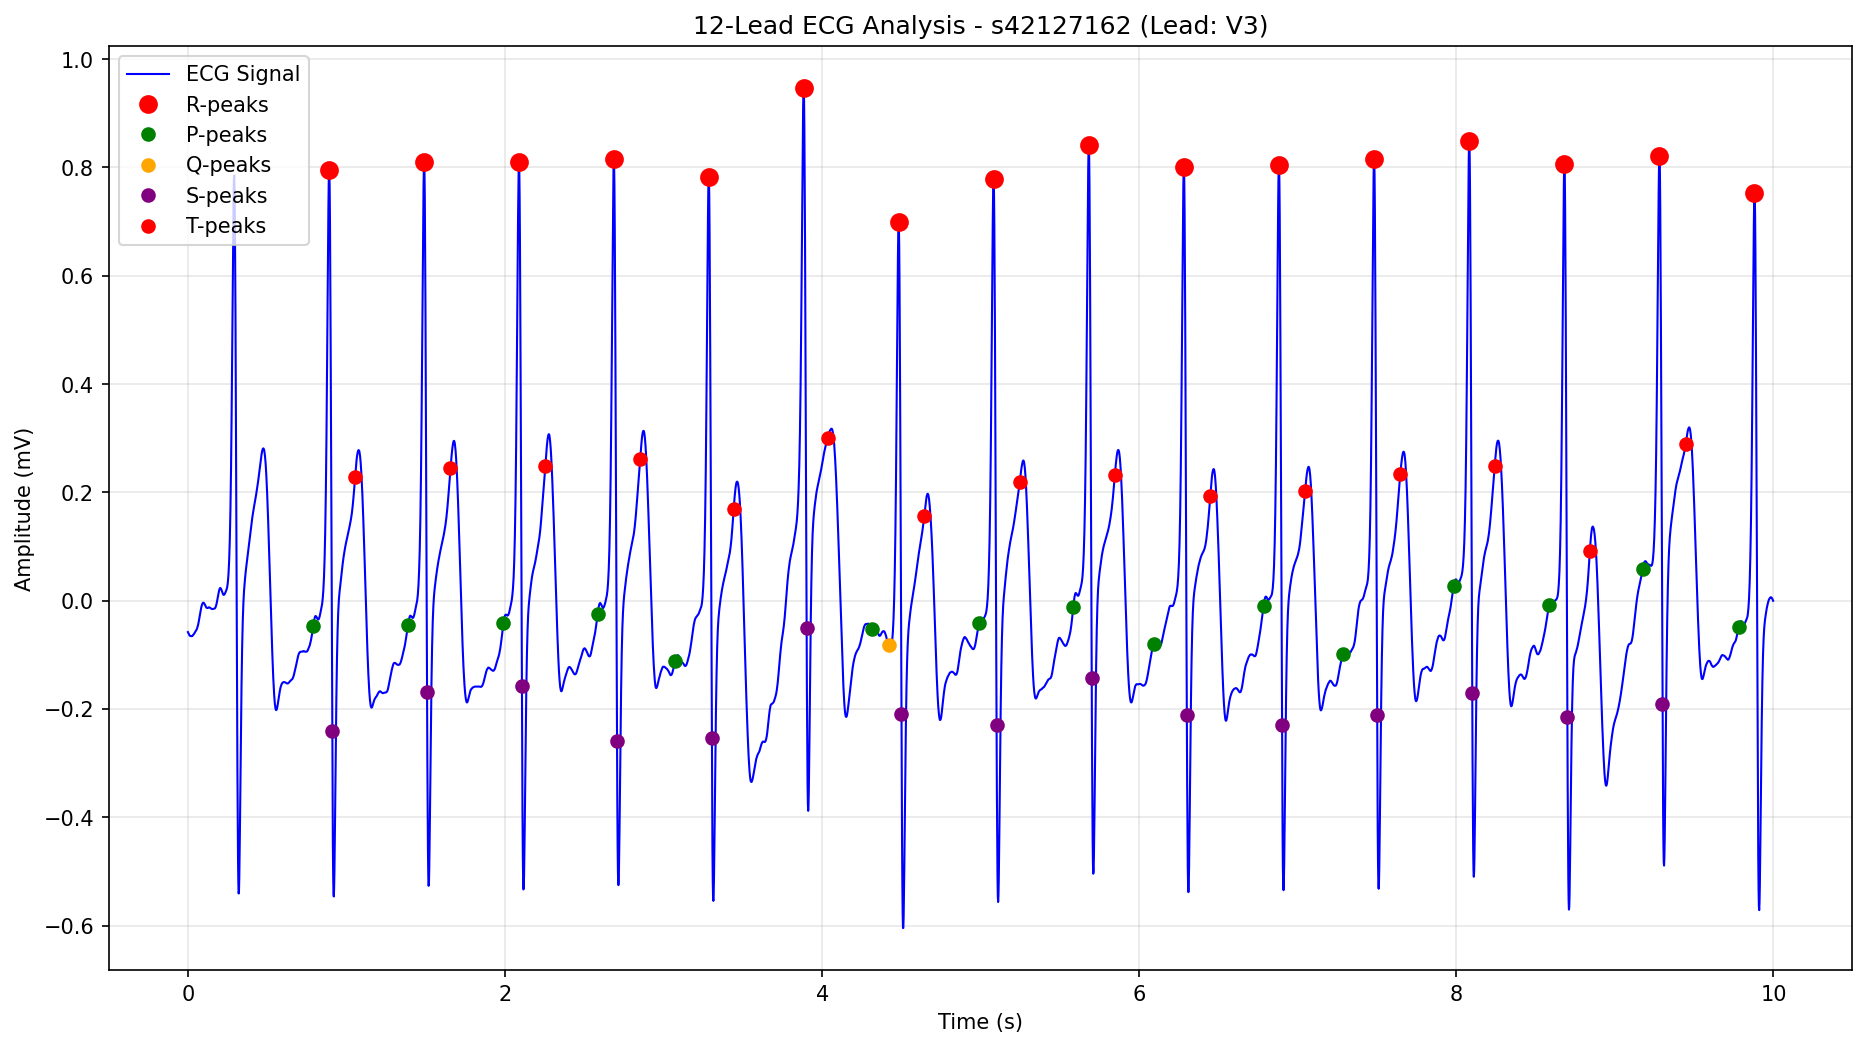 12-Lead ECG Analysis - s42127162 (Lead: V3)
ECG Signal
R-peaks
P-peaks
Q-peaks
S-peaks
T-peaks
Amplitude (mV)
1.0
0.8
0.6
0.4
0.2
0.0
−0.2
−0.4
−0.6
0 2 4 6 8 10
Time (s)